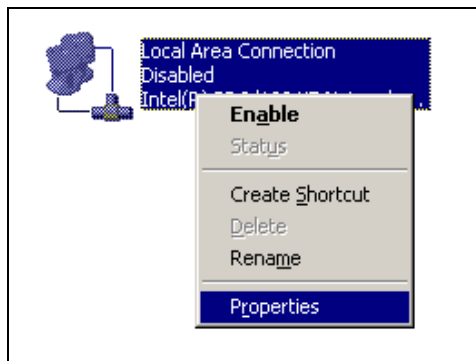 Local Area Connection
Disabled
Intel(R)
Enable
Status
Create Shortcut
Delete
Rename
Properties